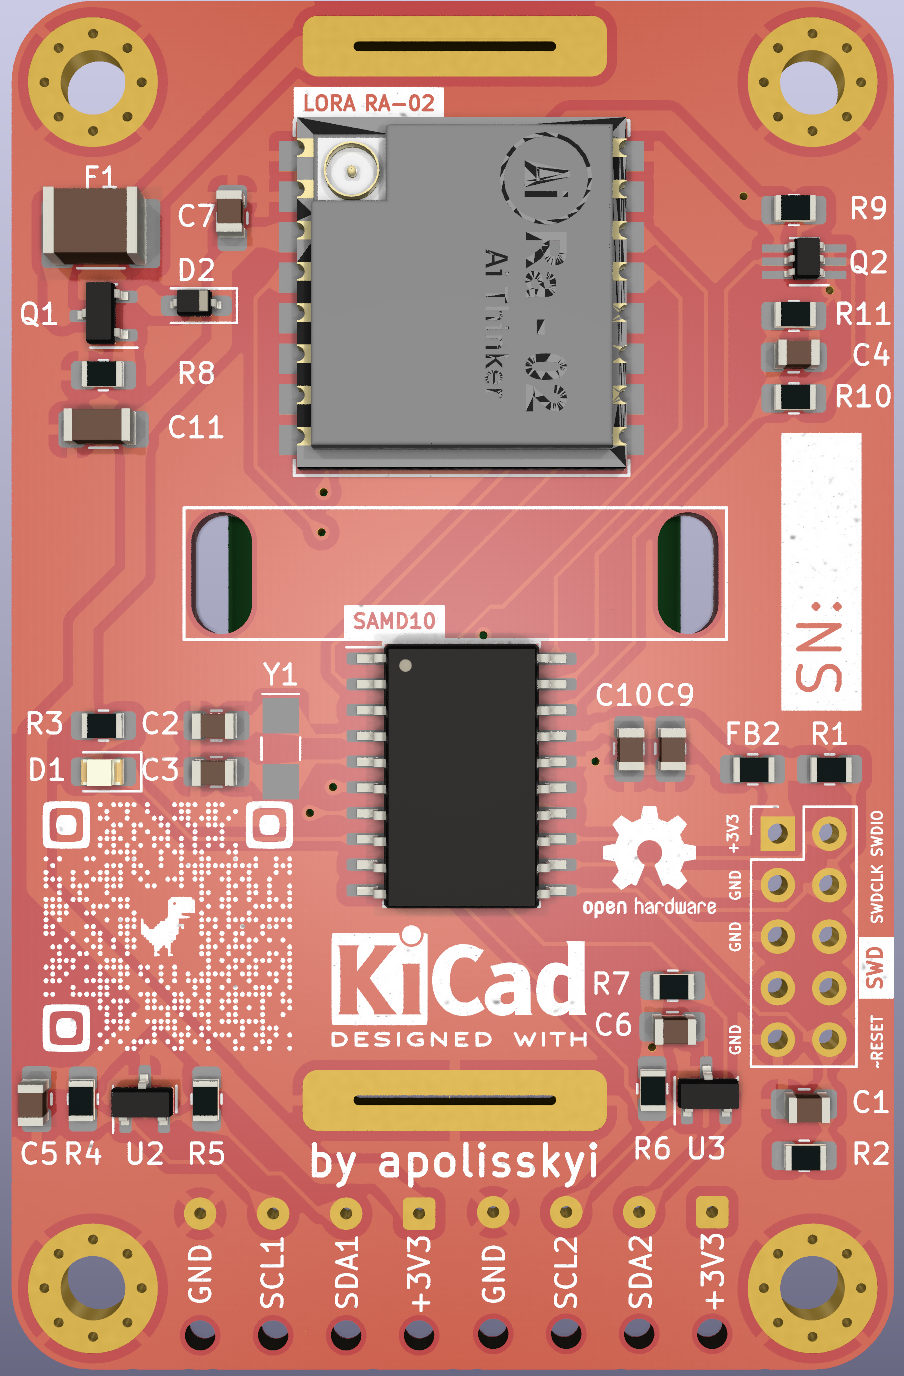 LORA RA-02
F1
C7
D2
Q1
R8
C11
Ai
Ra-02
Ai Thinker
R9
Q2
R11
C4
R10
SN:
SAMD10
Y1
R3
C2
D1
C3
C10
C9
FB2
R1
+3V3
SWDIO
GND
SWDCLK
GND
SWD
GND
~RESET
open hardware
KiCad
DESIGNED WITH
R7
C6
C5
R4
U2
R5
R6
U3
C1
R2
by apolisskyi
GND
SCL1
SDA1
+3V3
GND
SCL2
SDA2
+3V3